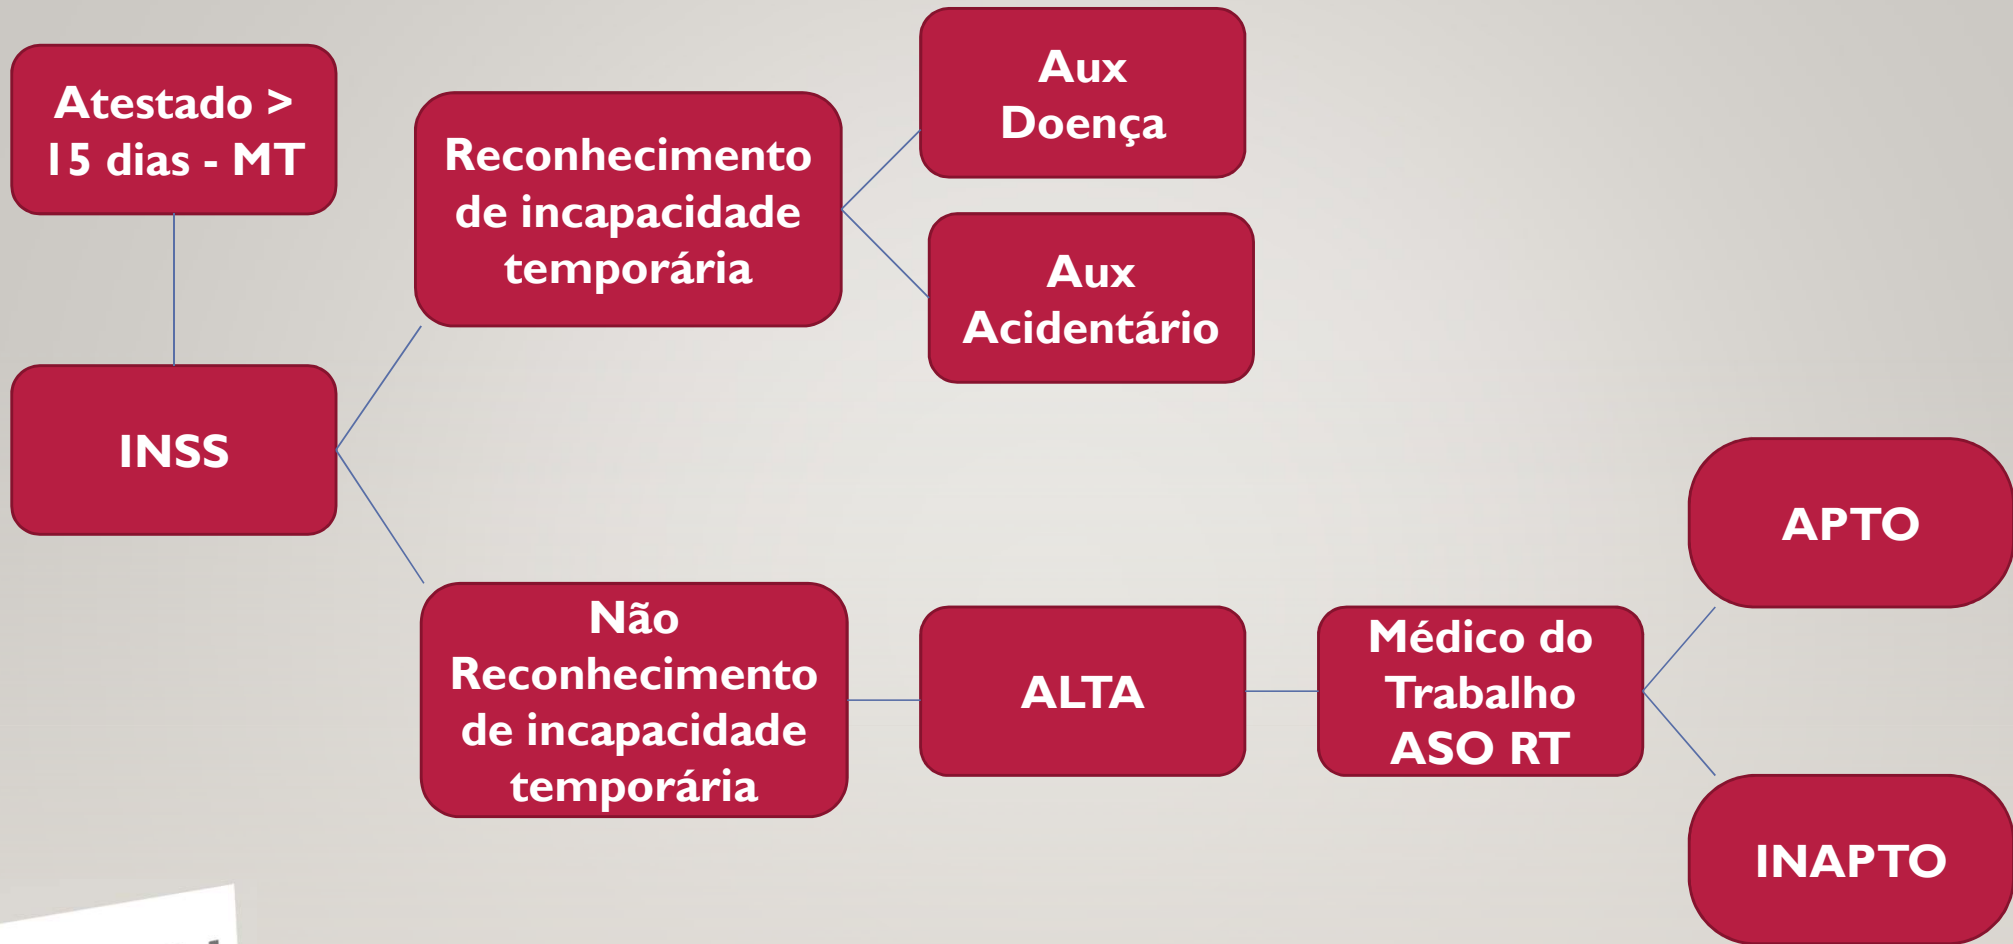 Atestado >
15 dias - MT
INSS
Reconhecimento
de incapacidade
temporária
Aux
Doença
Aux
Acidentário
Não
Reconhecimento
de incapacidade
temporária
ALTA
Médico do
Trabalho
ASO RT
APTO
INAPTO